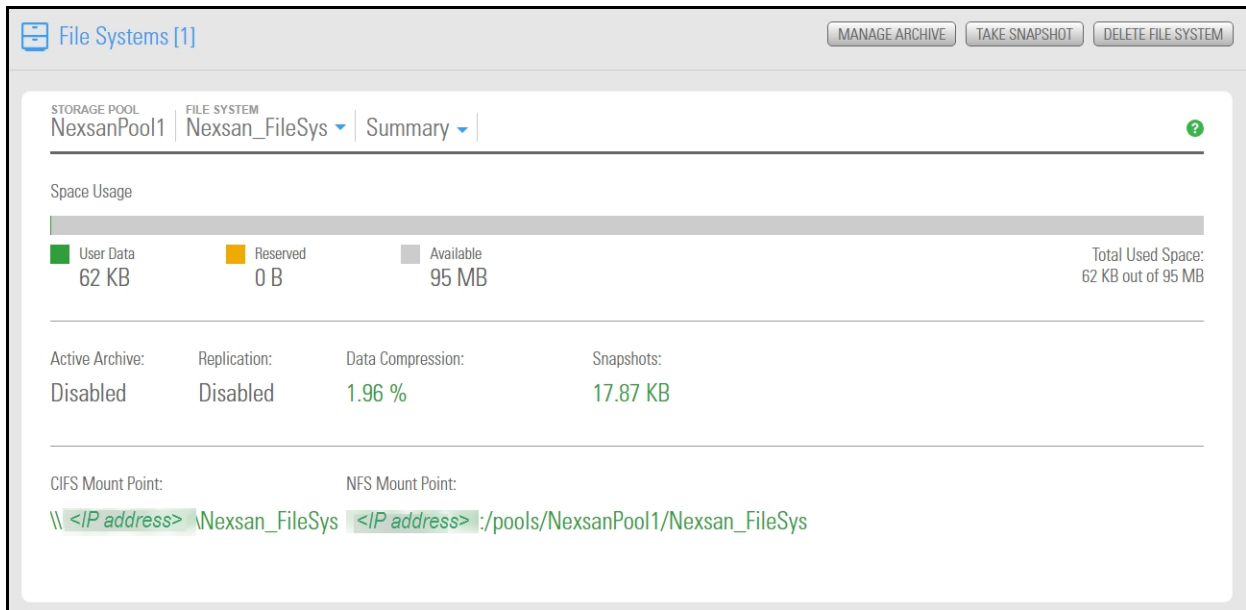 File Systems [1]
MANAGE ARCHIVE TAKE SNAPSHOT DELETE FILE SYSTEM
STORAGE POOL FILE SYSTEM
NexsanPool1 Nexsan_FileSys Summary
?
Space Usage
User Data Reserved Available Total Used Space:
62 KB 0 B 95 MB 62 KB out of 95 MB
Active Archive: Replication: Data Compression: Snapshots:
Disabled Disabled 1.96 % 17.87 KB
CIFS Mount Point: NFS Mount Point:
\\ <IP address> \Nexsan_FileSys <IP address> :/pools/NexsanPool1/Nexsan_FileSys